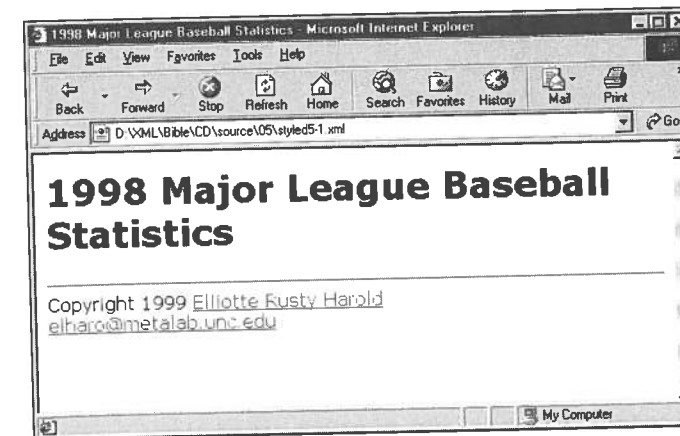 1998 Major League Baseball Statistics - Microsoft Internet Explorer
File Edit View Favorites Tools Help
Back Forward Stop Refresh Home Search Favorites History Mail Print
Address D:\XML\Bible\CD\source\05\styled5-1.xml Go
1998 Major League Baseball
Statistics
Copyright 1999 Elliotte Rusty Harold
elharo@metalab.unc.edu
My Computer